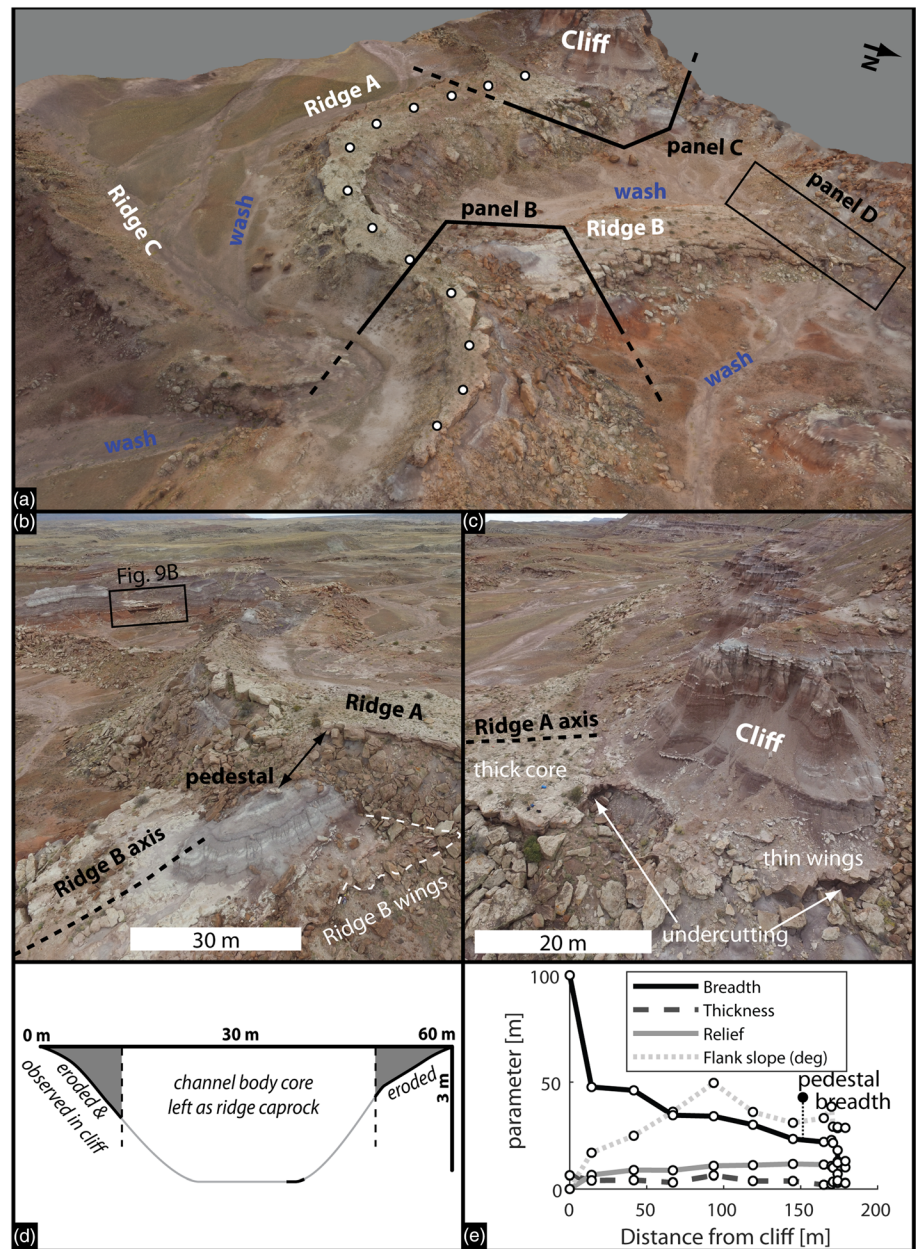 Cliff
N
Ridge A
panel C
panel D
wash
Ridge C
wash
panel B
Ridge B
wash
wash
(a)
(b)
Fig. 9B
Ridge A
pedestal
Ridge B axis
Ridge B wings
30 m
(c)
Ridge A axis
Cliff
thick core
thin wings
undercutting
20 m
0 m
30 m
60 m
eroded &
observed in cliff
channel body core
left as ridge caprock
eroded
3 m
(d)
100
50
0
parameter [m]
Breadth
Thickness
Relief
Flank slope (deg)
pedestal
breadth
0
50
100
150
200
Distance from cliff [m]
(e)